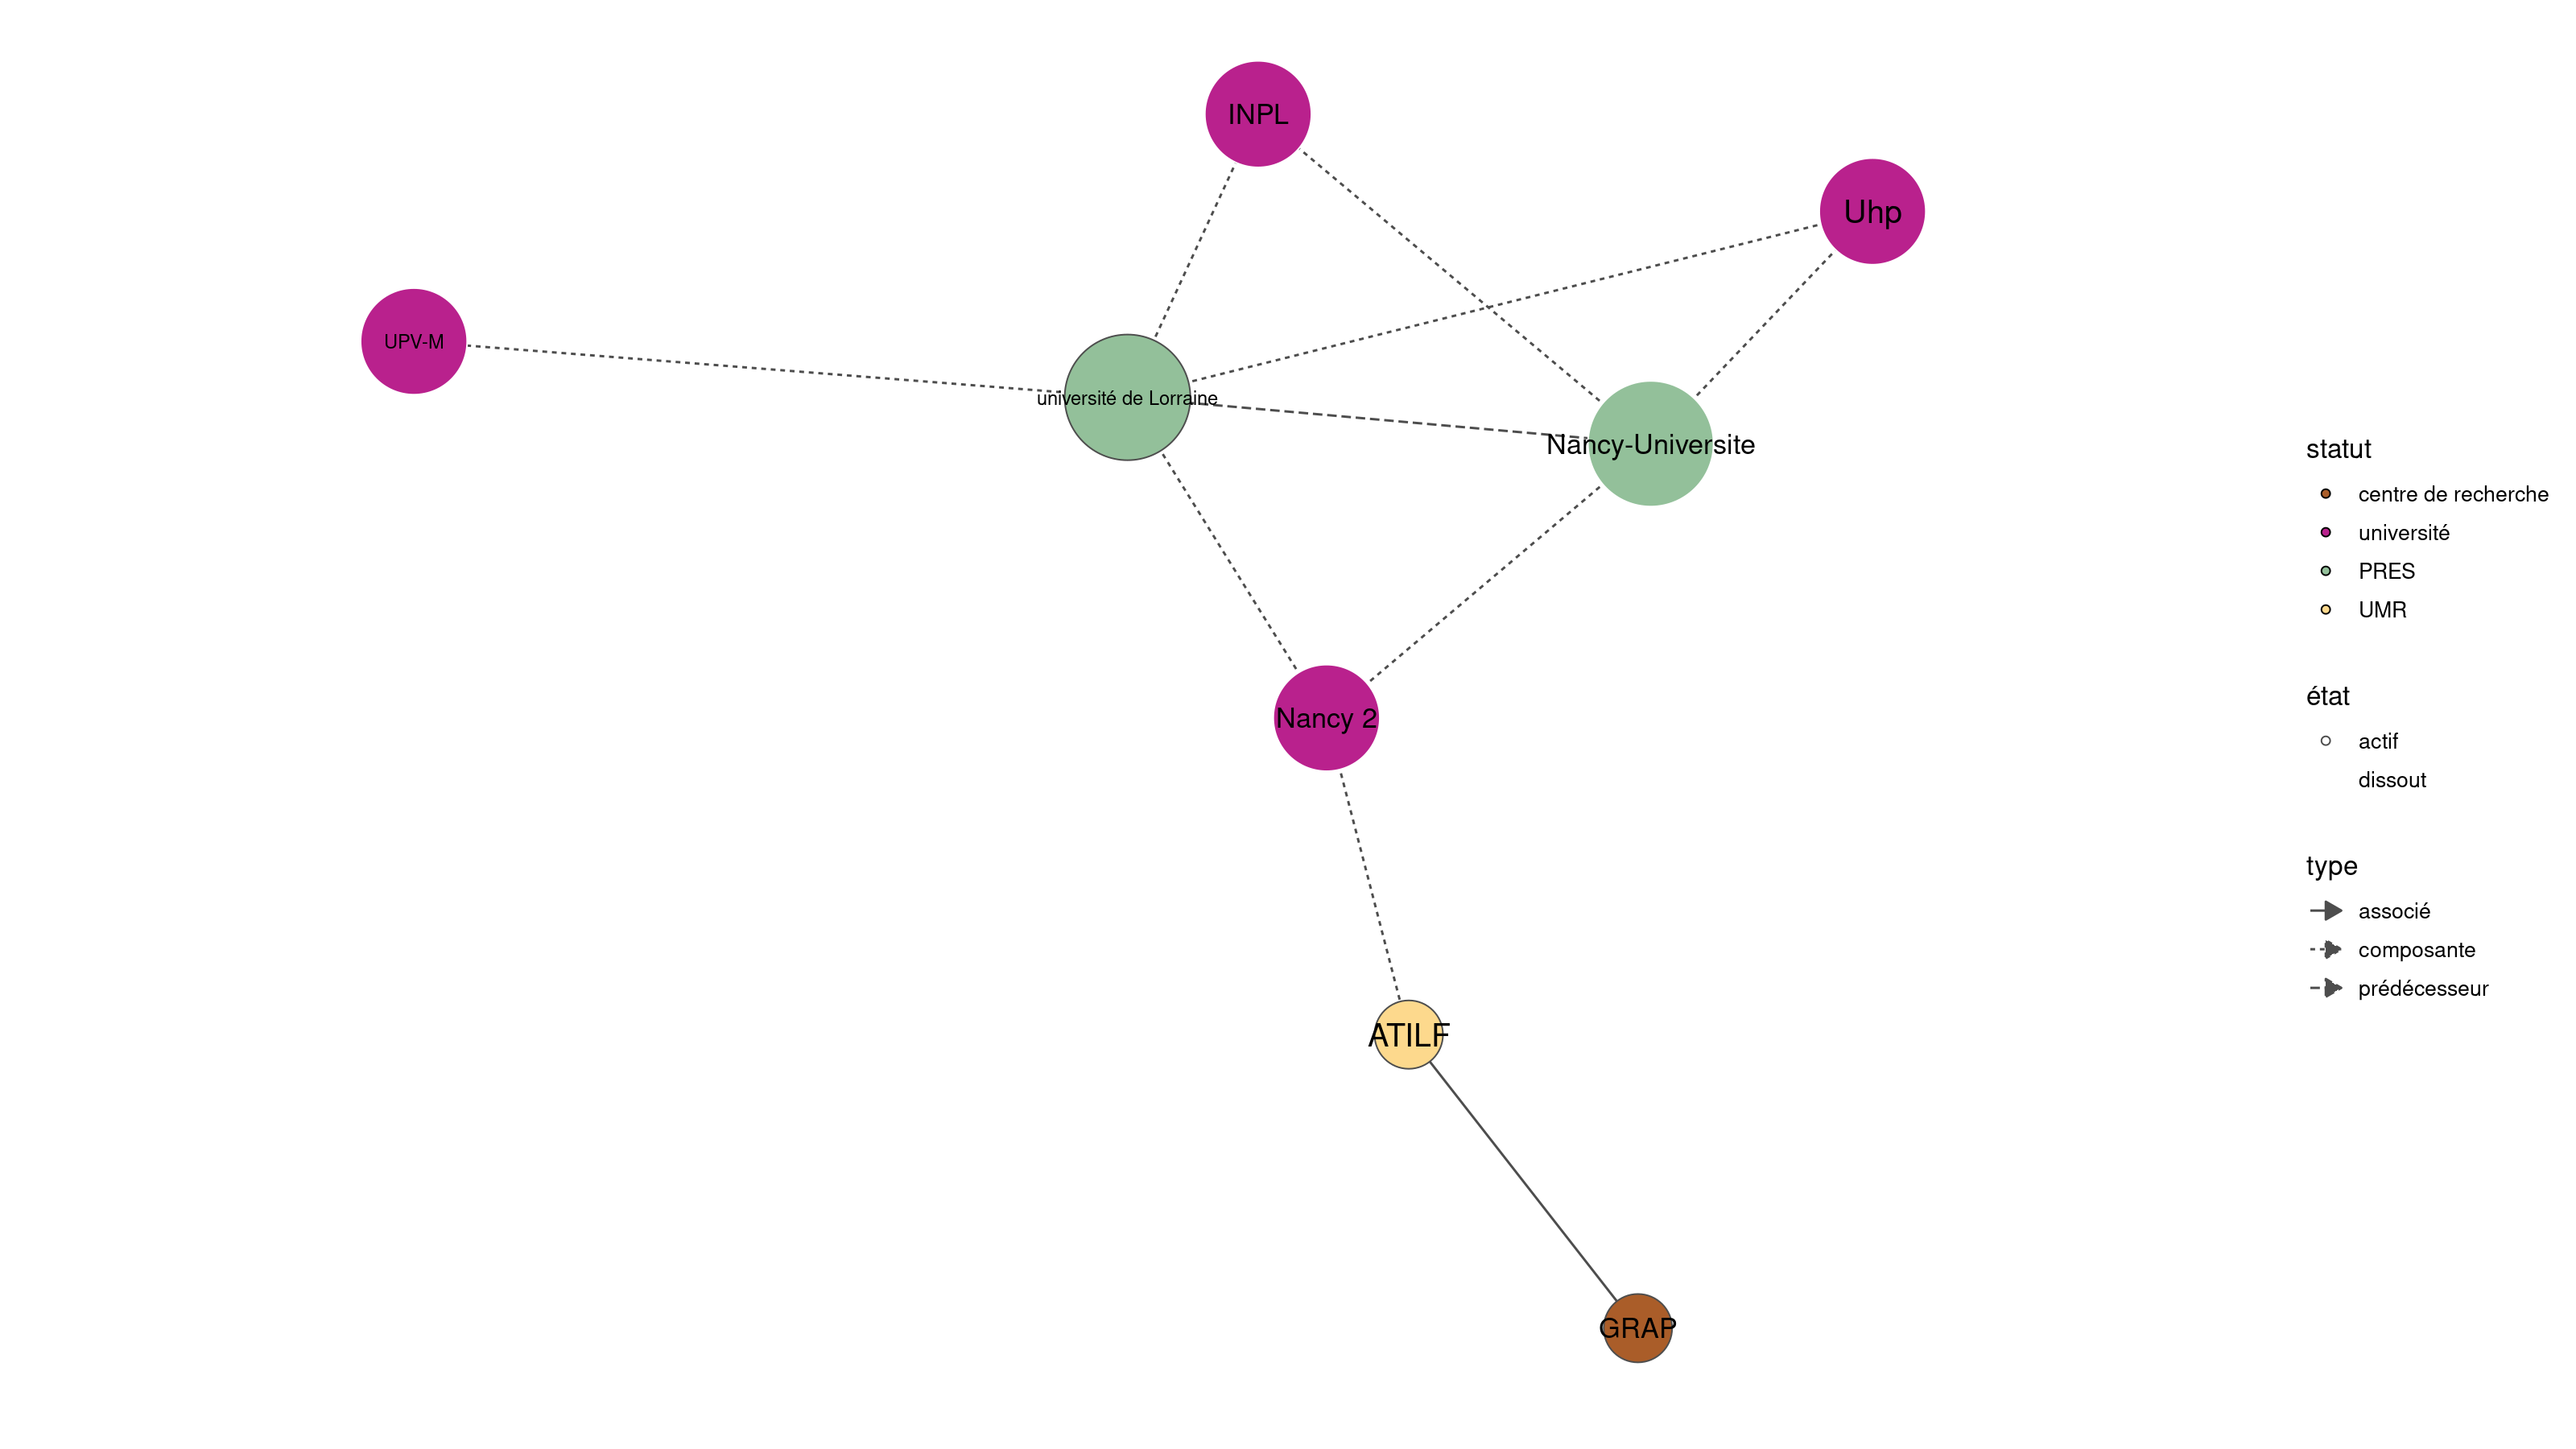 INPL
Uhp
UPV-M
université de Lorraine
Nancy-Universite
Nancy 2
ATILF
GRAP
statut
centre de recherche
université
PRES
UMR
état
actif
dissout
type
associé
composante
prédécesseur